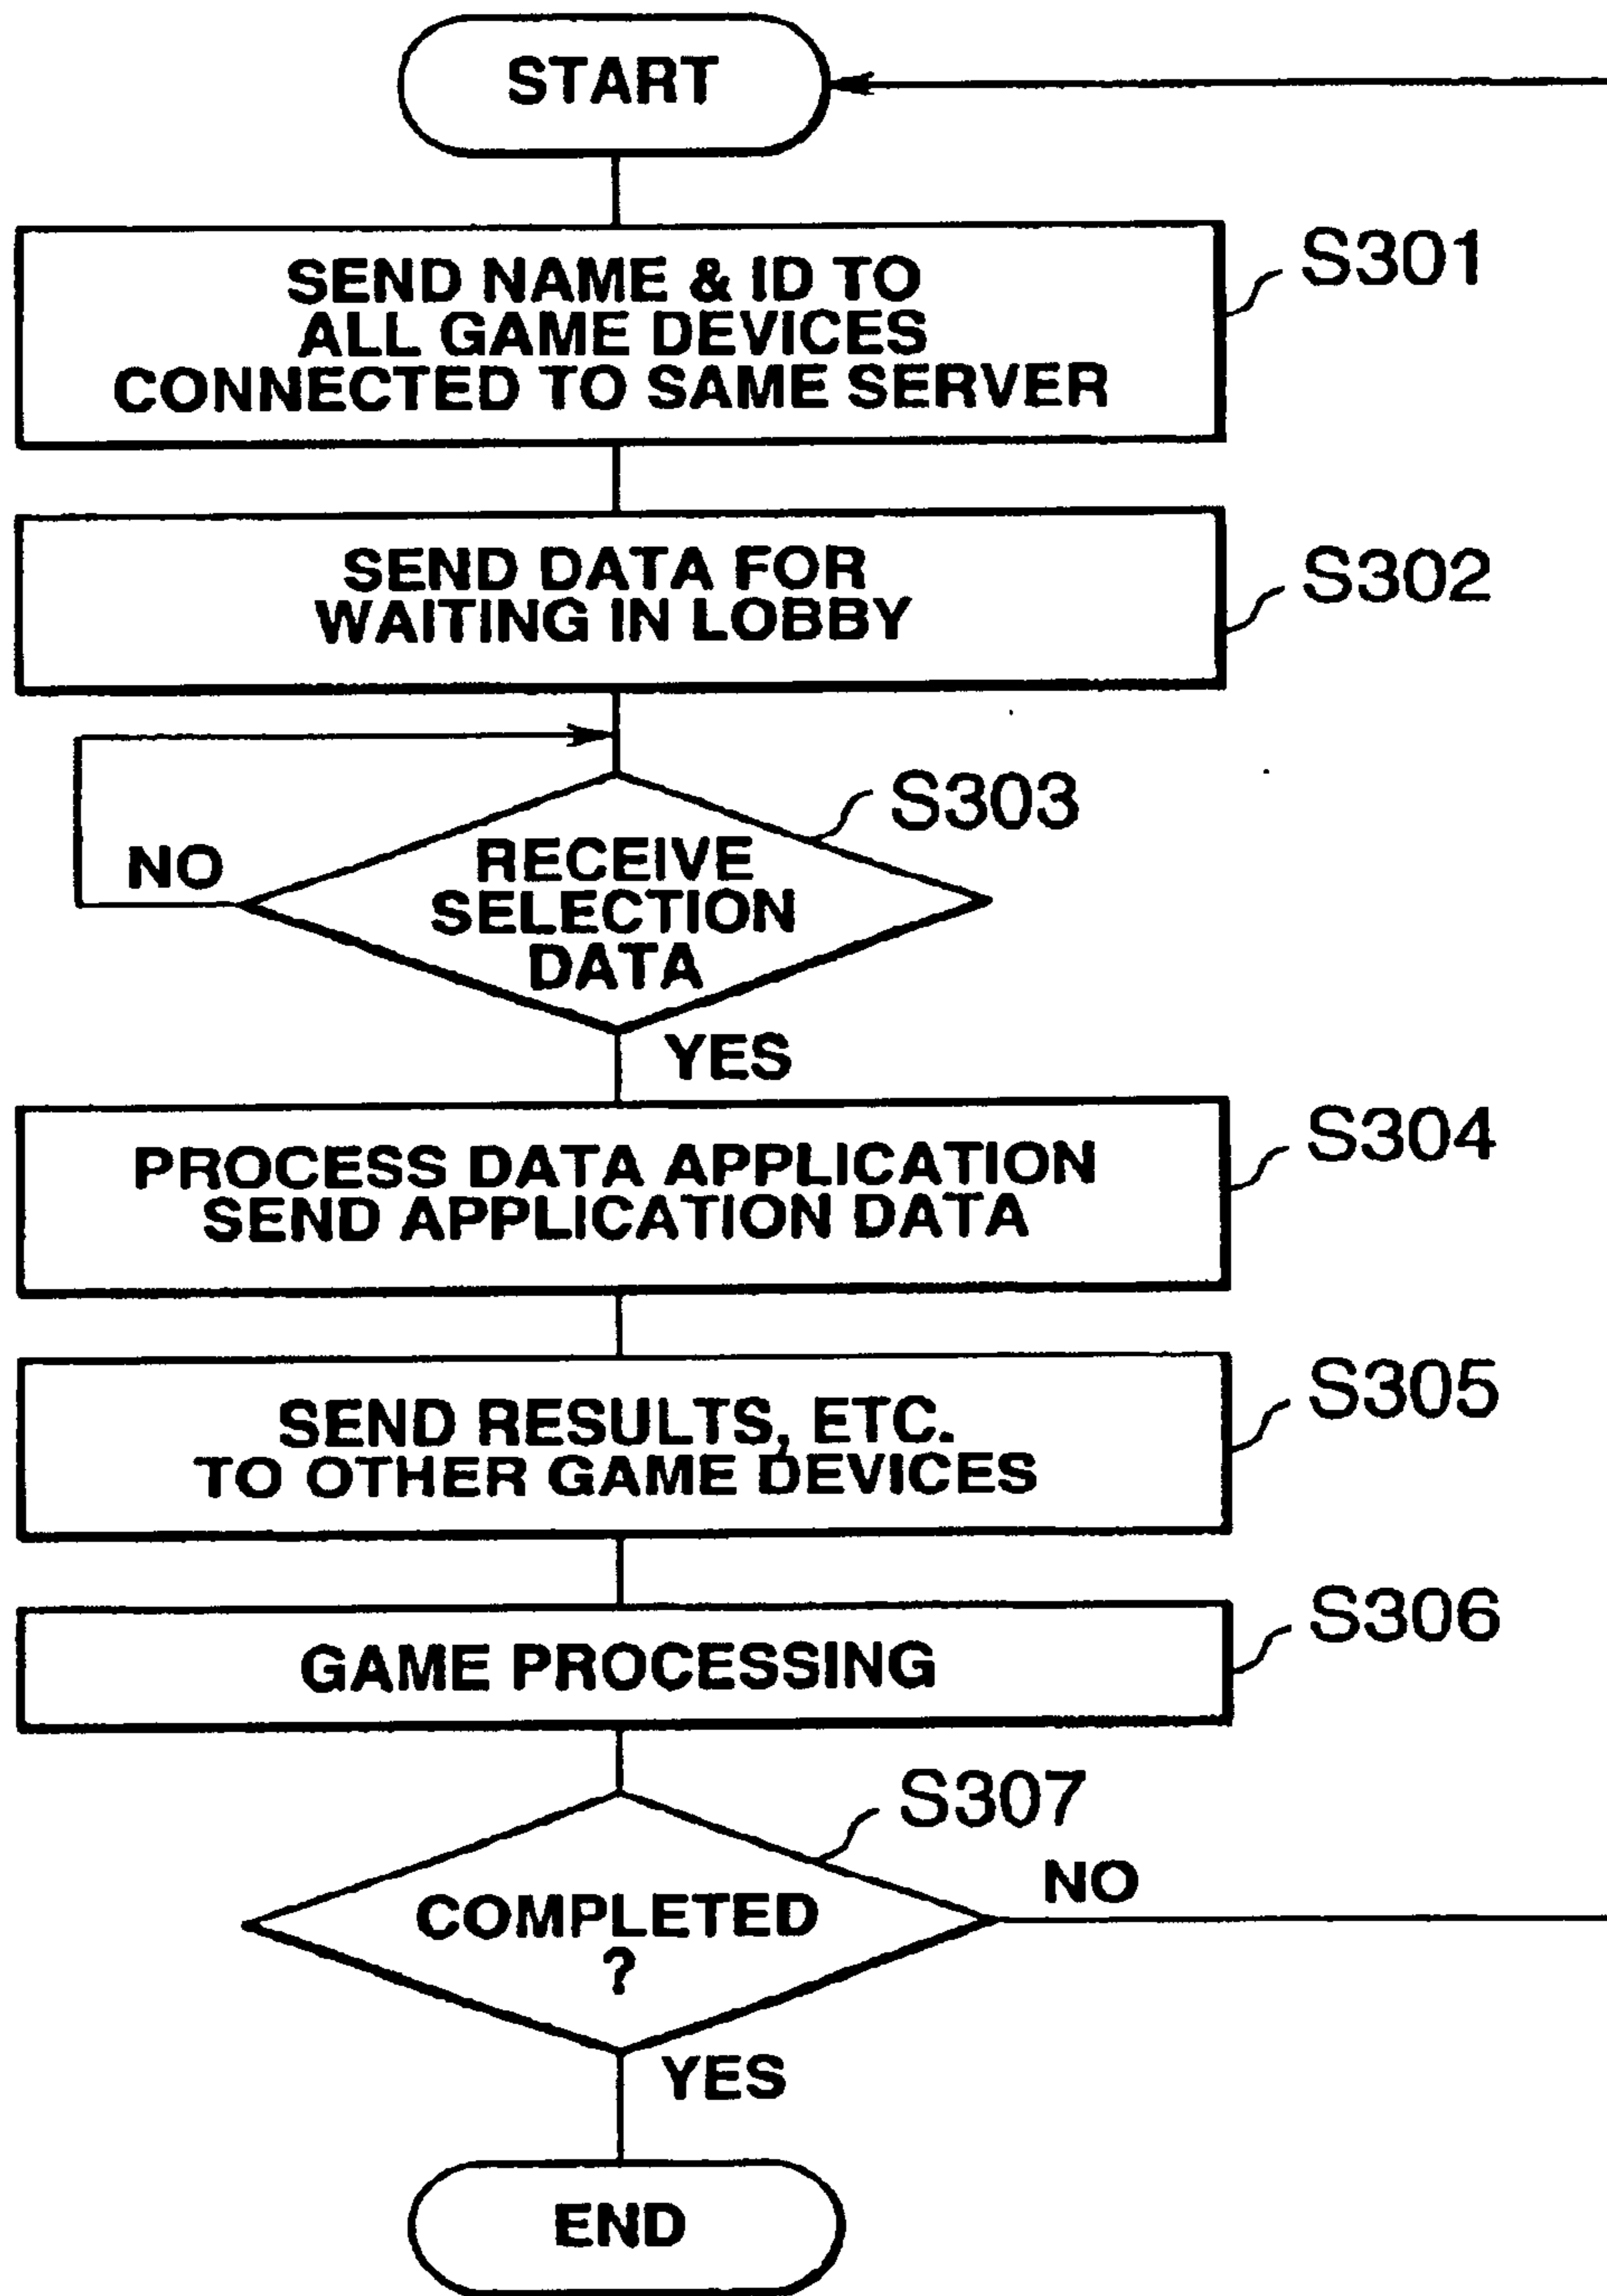 START
SEND NAME & ID TO
ALL GAME DEVICES
CONNECTED TO SAME SERVER
S301
SEND DATA FOR
WAITING IN LOBBY
S302
S303
RECEIVE
SELECTION
DATA
NO
YES
PROCESS DATA APPLICATION
SEND APPLICATION DATA
S304
SEND RESULTS, ETC.
TO OTHER GAME DEVICES
S305
GAME PROCESSING
S306
S307
COMPLETED
?
NO
YES
END